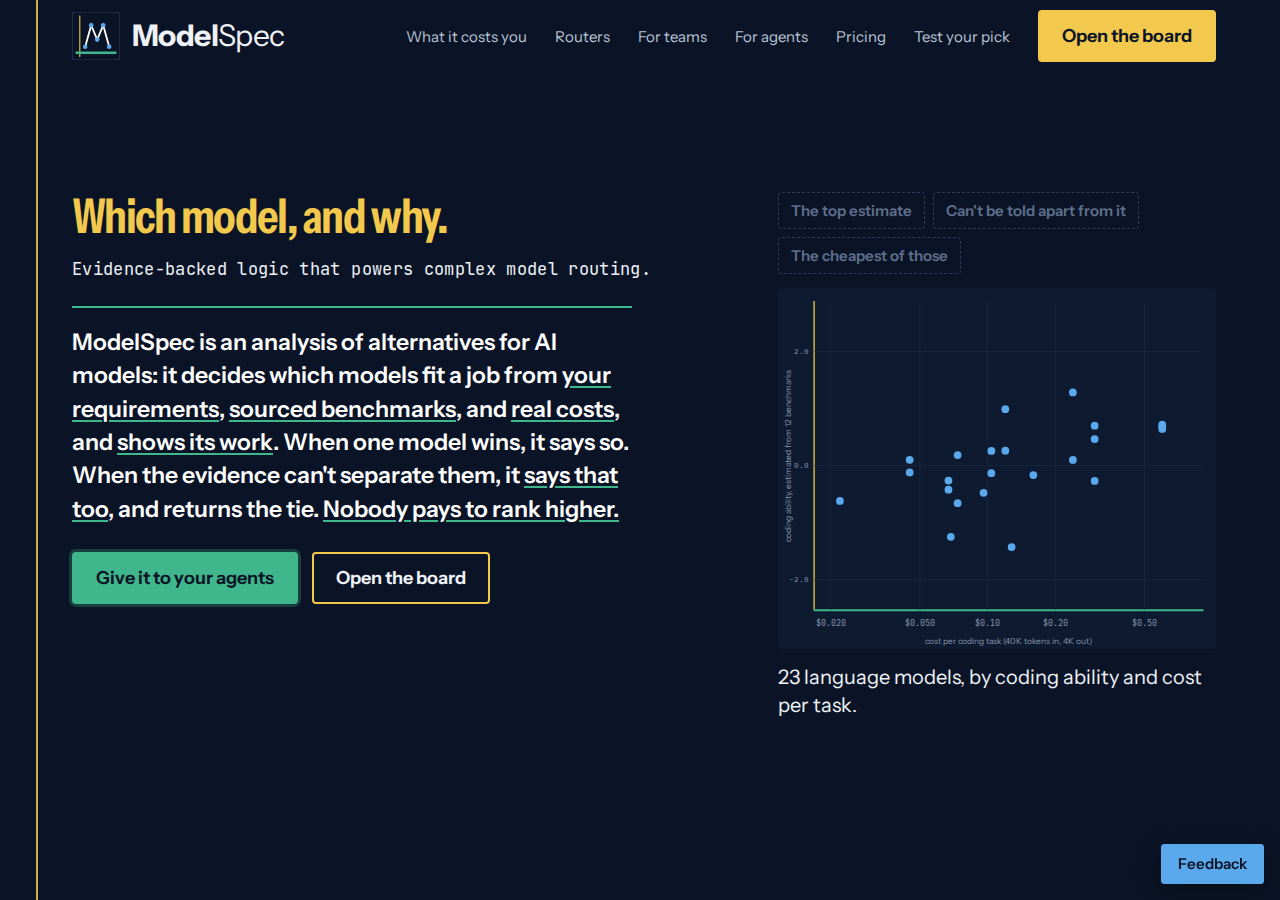 ModelSpec
What it costs you
Routers
For teams
For agents
Pricing
Test your pick
Open the board
Which model, and why.
Evidence-backed logic that powers complex model routing.
ModelSpec is an analysis of alternatives for AI
models: it decides which models fit a job from your
requirements, sourced benchmarks, and real costs,
and shows its work. When one model wins, it says so.
When the evidence can't separate them, it says that
too, and returns the tie. Nobody pays to rank higher.
Give it to your agents
Open the board
The top estimate
Can't be told apart from it
The cheapest of those
coding ability, estimated from 12 benchmarks
2.0
0.0
-2.0
$0.020
$0.050
$0.10
$0.20
$0.50
cost per coding task (40K tokens in, 4K out)
23 language models, by coding ability and cost
per task.
Feedback